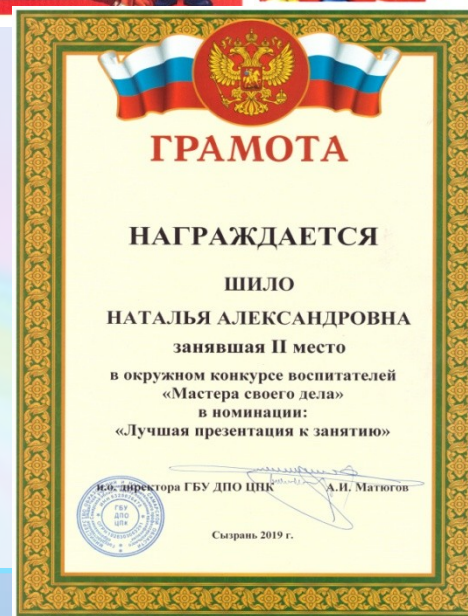 ГРАМОТА
НАГРАЖДАЕТСЯ
ШИЛО
НАТАЛЬЯ АЛЕКСАНДРОВНА
занявшая II место
в окружном конкурсе воспитателей
«Мастера своего дела»
в номинации:
«Лучшая презентация к занятию»
и.о. директора ГБУ ДПО ЦПК А.И. Матюгов
ГБУ
ДПО
ЦПК
Сызрань 2019 г.